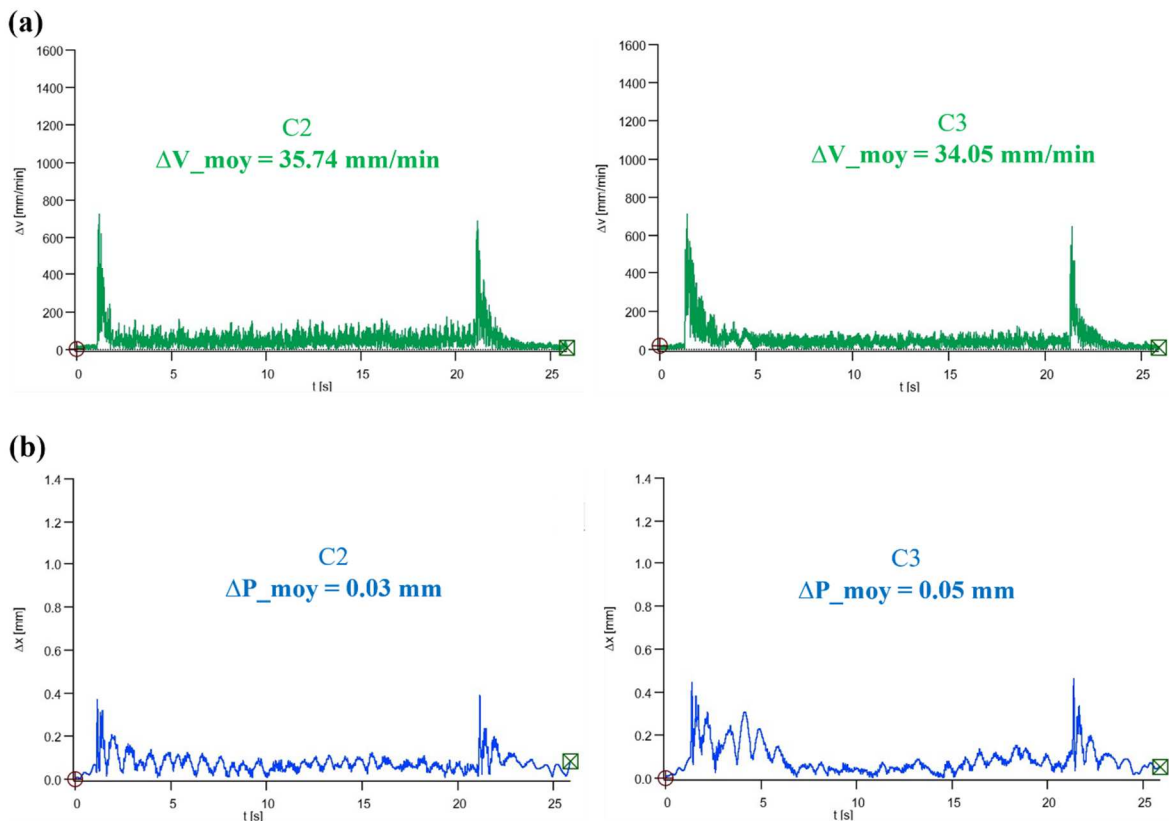 (a)
1600
1400
1200
1000
800
600
400
200
0
Δv [mm/min]
C2
ΔV_moy = 35.74 mm/min
0 5 10 15 20 25
t [s]
1600
1400
1200
1000
800
600
400
200
0
Δv [mm/min]
C3
ΔV_moy = 34.05 mm/min
0 5 10 15 20 25
t [s]
(b)
1.4
1.2
1.0
0.8
0.6
0.4
0.2
0.0
Δx [mm]
C2
ΔP_moy = 0.03 mm
0 5 10 15 20 25
t [s]
1.4
1.2
1.0
0.8
0.6
0.4
0.2
0.0
Δx [mm]
C3
ΔP_moy = 0.05 mm
0 5 10 15 20 25
t [s]